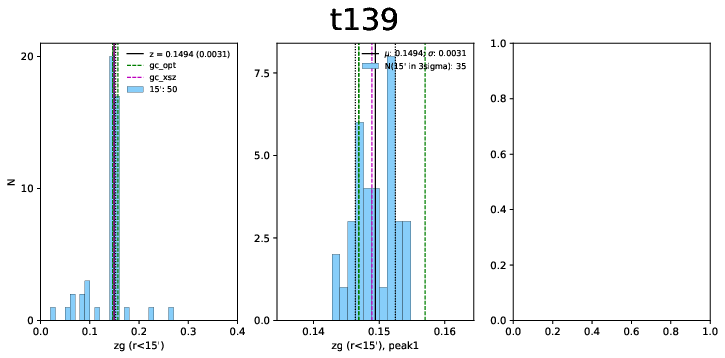 t139
z = 0.1494 (0.0031)
gc_opt
gc_xsz
15': 50
N
20
10
0
0.0 0.1 0.2 0.3 0.4
zg (r<15')
μ: 0.1494; σ: 0.0031
N(15' in 3sigma): 35
7.5
5.0
2.5
0.0
0.14 0.15 0.16
zg (r<15'), peak1
1.0
0.8
0.6
0.4
0.2
0.0
0.0 0.2 0.4 0.6 0.8 1.0